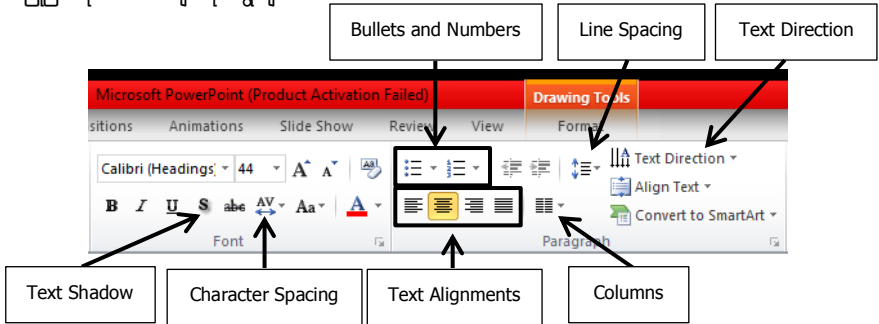 Bullets and Numbers Line Spacing Text Direction
Microsoft PowerPoint (Product Activation Failed) Drawing Tools
sitions Animations Slide Show Review View Format
Calibri (Headings) 44 A A Text Direction
Align Text
B I U S abc AV Aa A Convert to SmartArt
Font Paragraph
Text Shadow Character Spacing Text Alignments Columns